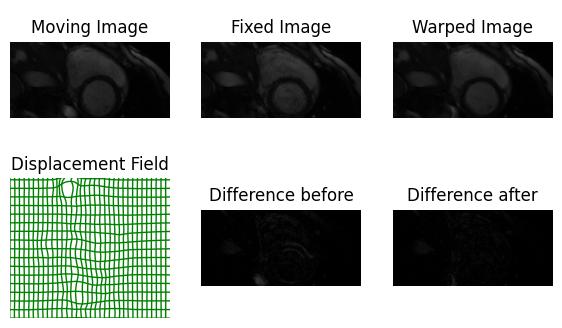 Moving Image
Fixed Image
Warped Image
Displacement Field
Difference before
Difference after